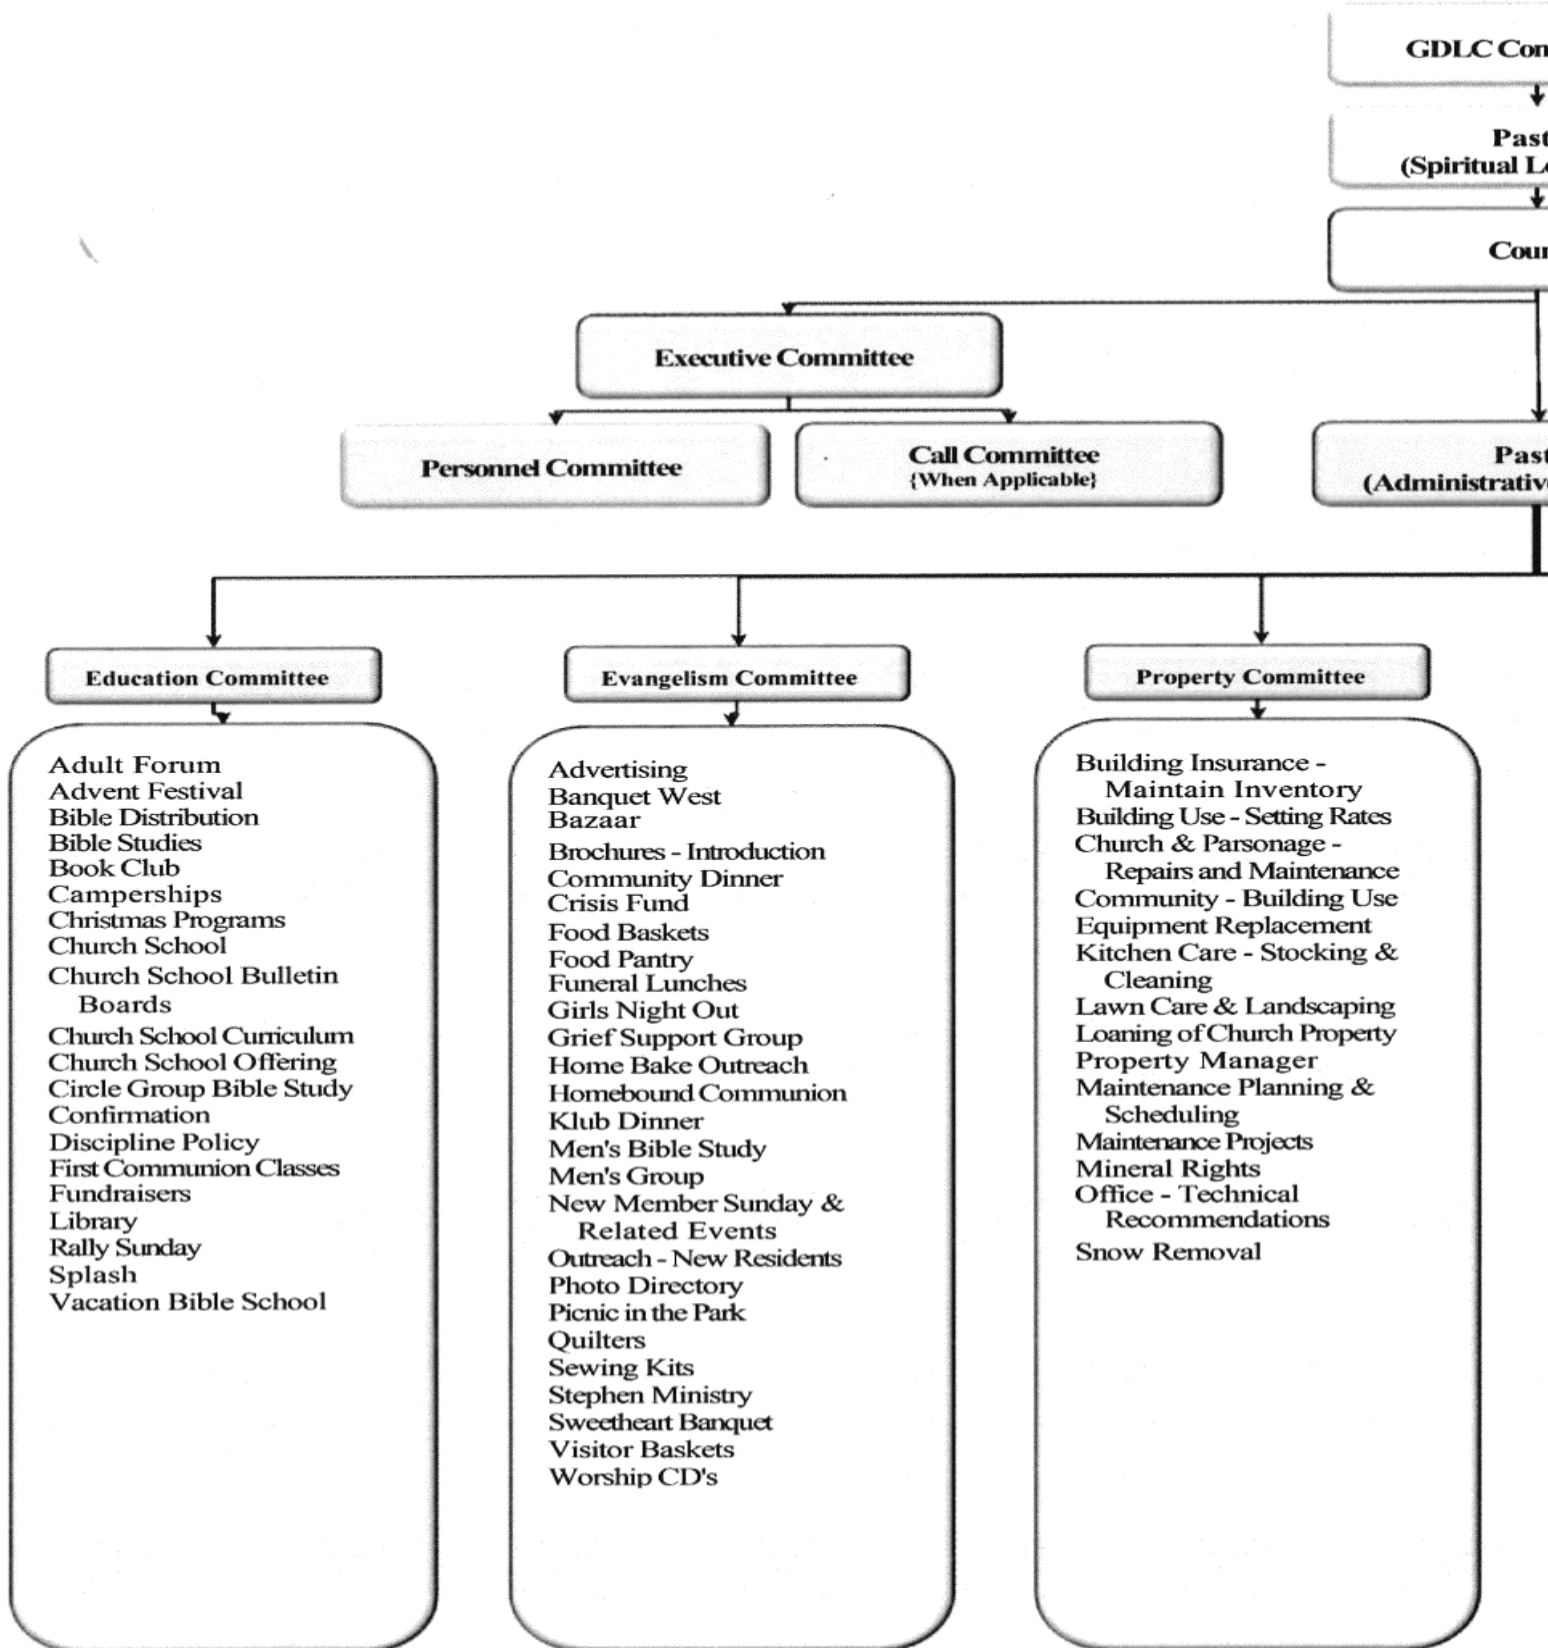 GDLC Con
Past
(Spiritual Le
Coun
Executive Committee
Personnel Committee
Call Committee
{When Applicable}
Past
(Administrative
Education Committee
Adult Forum
Advent Festival
Bible Distribution
Bible Studies
Book Club
Camperships
Christmas Programs
Church School
Church School Bulletin
Boards
Church School Curriculum
Church School Offering
Circle Group Bible Study
Confirmation
Discipline Policy
First Communion Classes
Fundraisers
Library
Rally Sunday
Splash
Vacation Bible School
Evangelism Committee
Advertising
Banquet West
Bazaar
Brochures - Introduction
Community Dinner
Crisis Fund
Food Baskets
Food Pantry
Funeral Lunches
Girls Night Out
Grief Support Group
Home Bake Outreach
Homebound Communion
Klub Dinner
Men's Bible Study
Men's Group
New Member Sunday &
Related Events
Outreach - New Residents
Photo Directory
Picnic in the Park
Quilters
Sewing Kits
Stephen Ministry
Sweetheart Banquet
Visitor Baskets
Worship CD's
Property Committee
Building Insurance -
Maintain Inventory
Building Use - Setting Rates
Church & Parsonage -
Repairs and Maintenance
Community - Building Use
Equipment Replacement
Kitchen Care - Stocking &
Cleaning
Lawn Care & Landscaping
Loaning of Church Property
Property Manager
Maintenance Planning &
Scheduling
Maintenance Projects
Mineral Rights
Office - Technical
Recommendations
Snow Removal